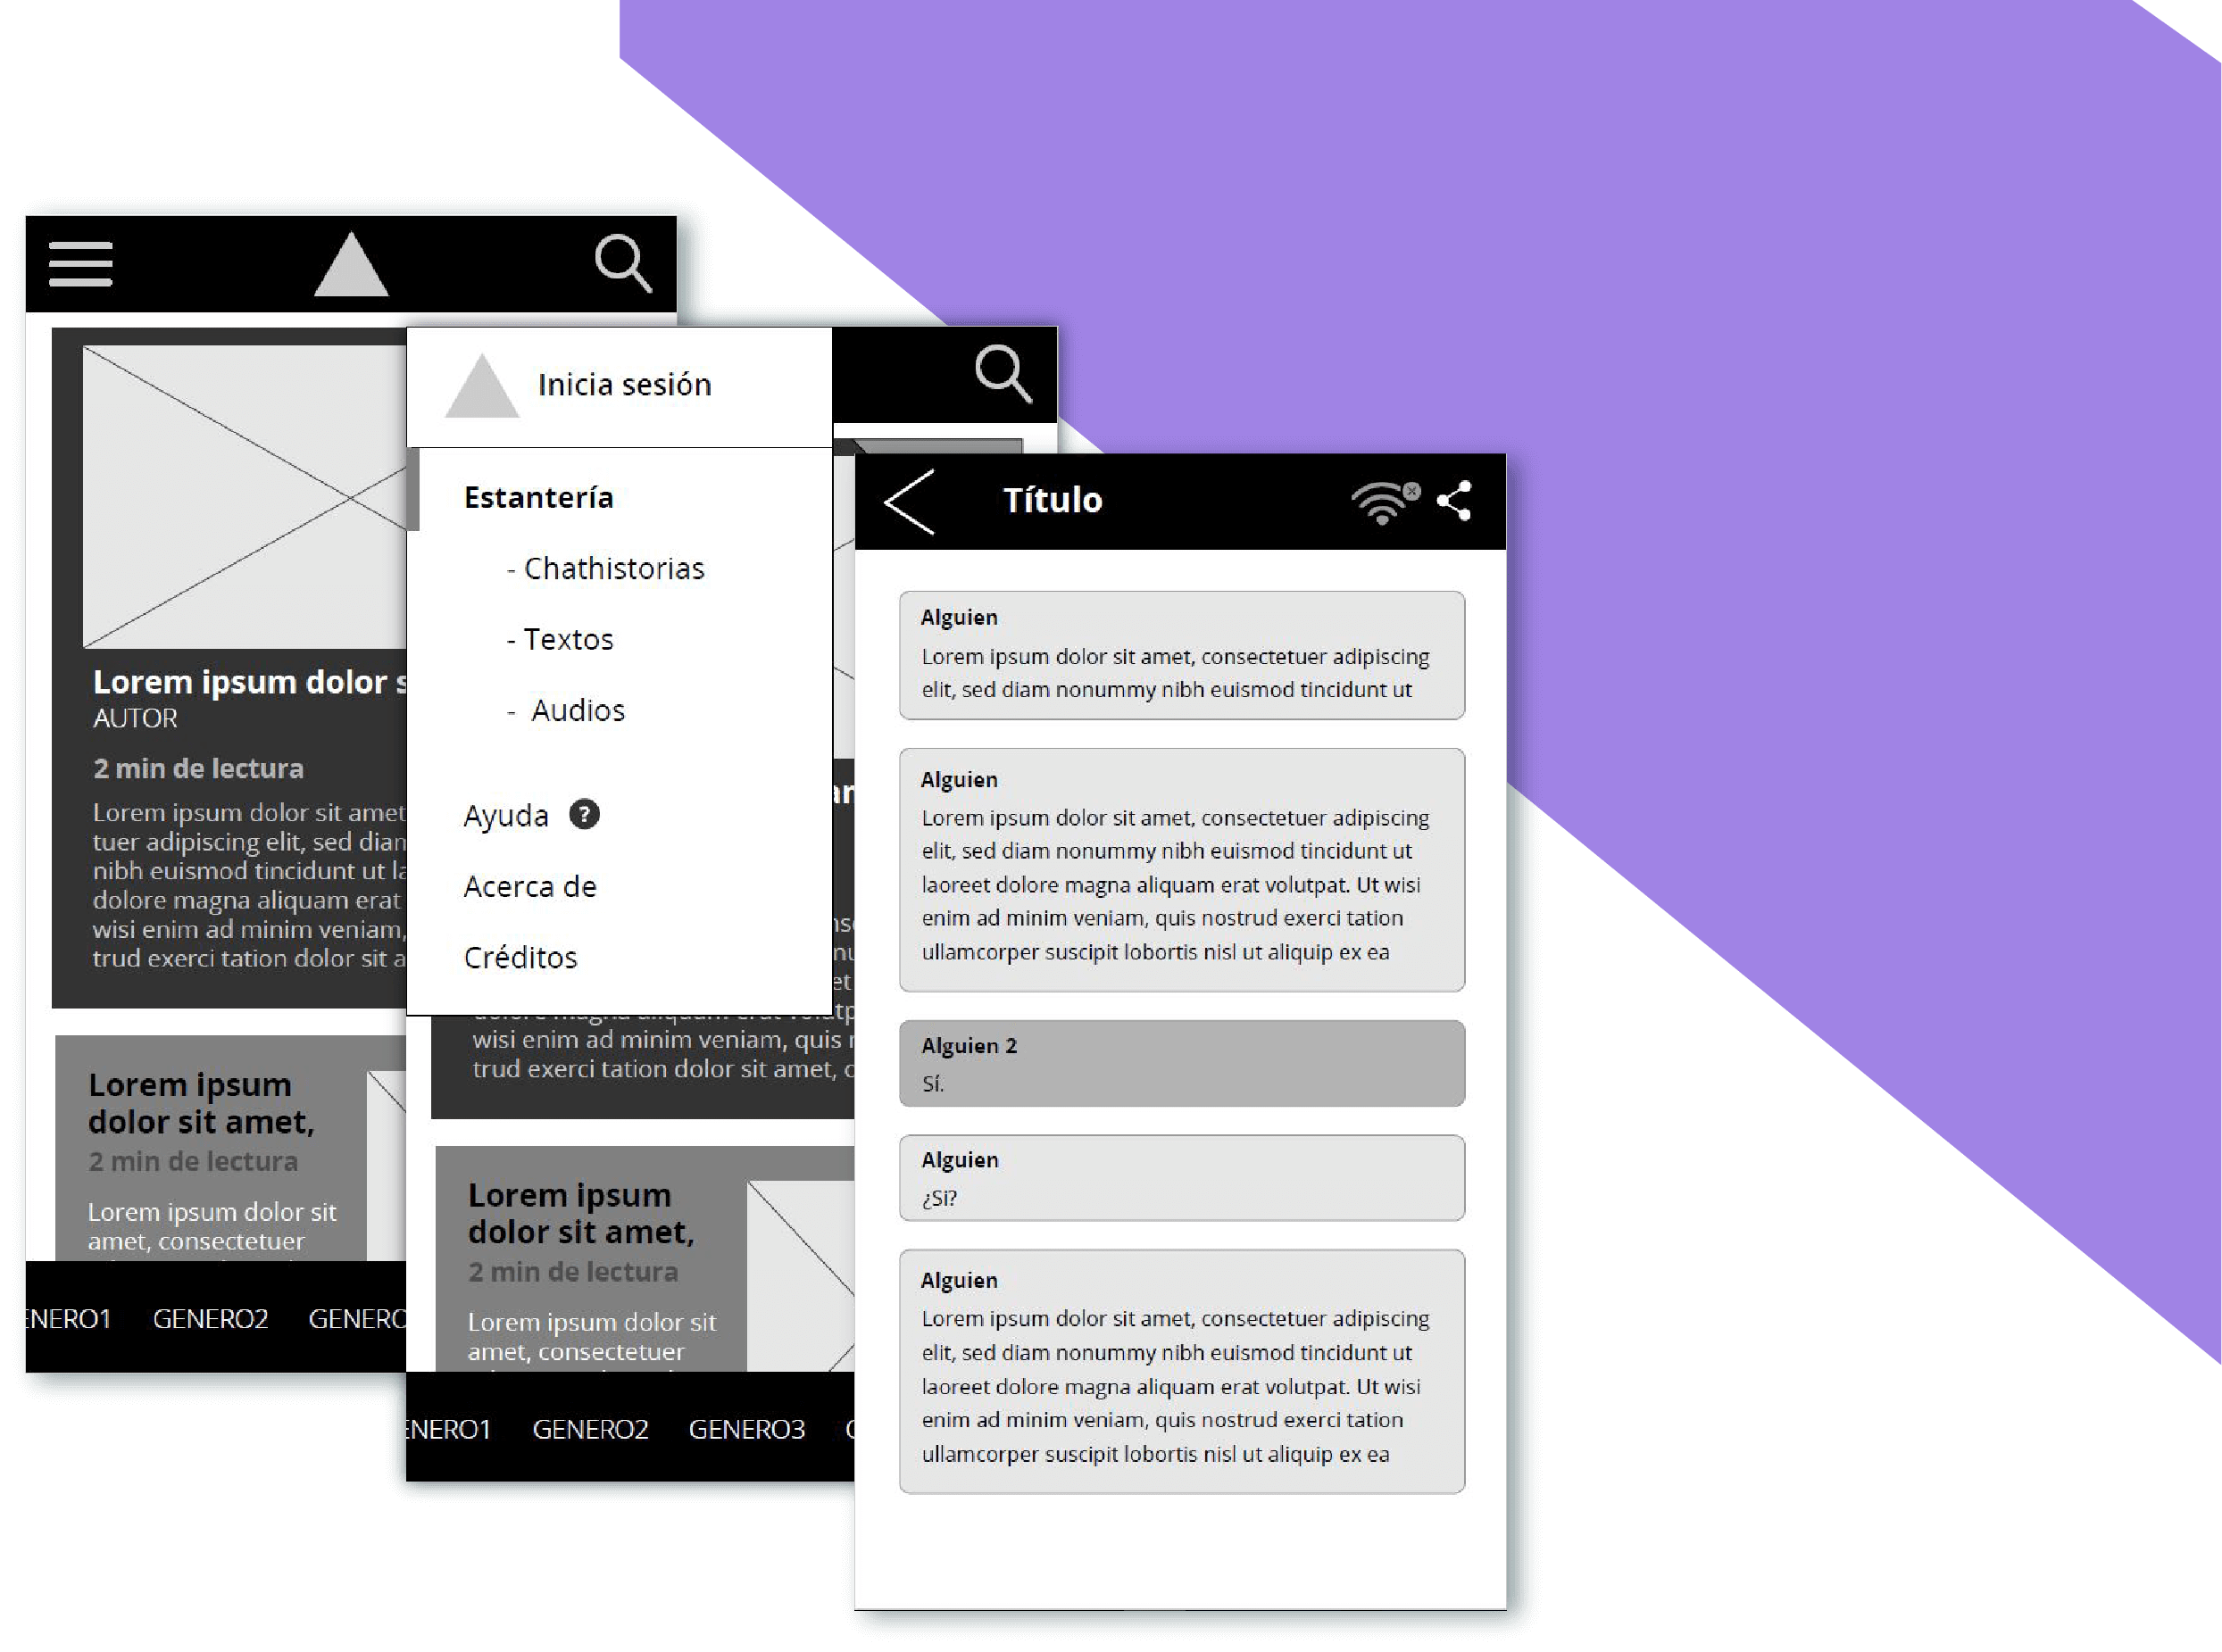 Lorem ipsum dolor s
AUTOR
2 min de lectura
Lorem ipsum dolor sit amet
tuer adipiscing elit, sed diam
nibh euismod tincidunt ut la
dolore magna aliquam erat
wisi enim ad minim veniam,
trud exerci tation dolor sit a
Lorem ipsum
dolor sit amet,
2 min de lectura
Lorem ipsum dolor sit
amet, consectetuer
ENERO1 GENERO2 GENERO
Inicia sesión
Estantería
- Chathistorias
- Textos
- Audios
Ayuda ?
Acerca de
Créditos
dolore magna aliquam erat volutp
wisi enim ad minim veniam, quis
trud exerci tation dolor sit amet, c
Lorem ipsum
dolor sit amet,
2 min de lectura
Lorem ipsum dolor sit
amet, consectetuer
ENERO1 GENERO2 GENERO3
Título
Alguien
Lorem ipsum dolor sit amet, consectetuer adipiscing
elit, sed diam nonummy nibh euismod tincidunt ut
Alguien
Lorem ipsum dolor sit amet, consectetuer adipiscing
elit, sed diam nonummy nibh euismod tincidunt ut
laoreet dolore magna aliquam erat volutpat. Ut wisi
enim ad minim veniam, quis nostrud exerci tation
ullamcorper suscipit lobortis nisl ut aliquip ex ea
Alguien 2
Sí.
Alguien
¿Si?
Alguien
Lorem ipsum dolor sit amet, consectetuer adipiscing
elit, sed diam nonummy nibh euismod tincidunt ut
laoreet dolore magna aliquam erat volutpat. Ut wisi
enim ad minim veniam, quis nostrud exerci tation
ullamcorper suscipit lobortis nisl ut aliquip ex ea